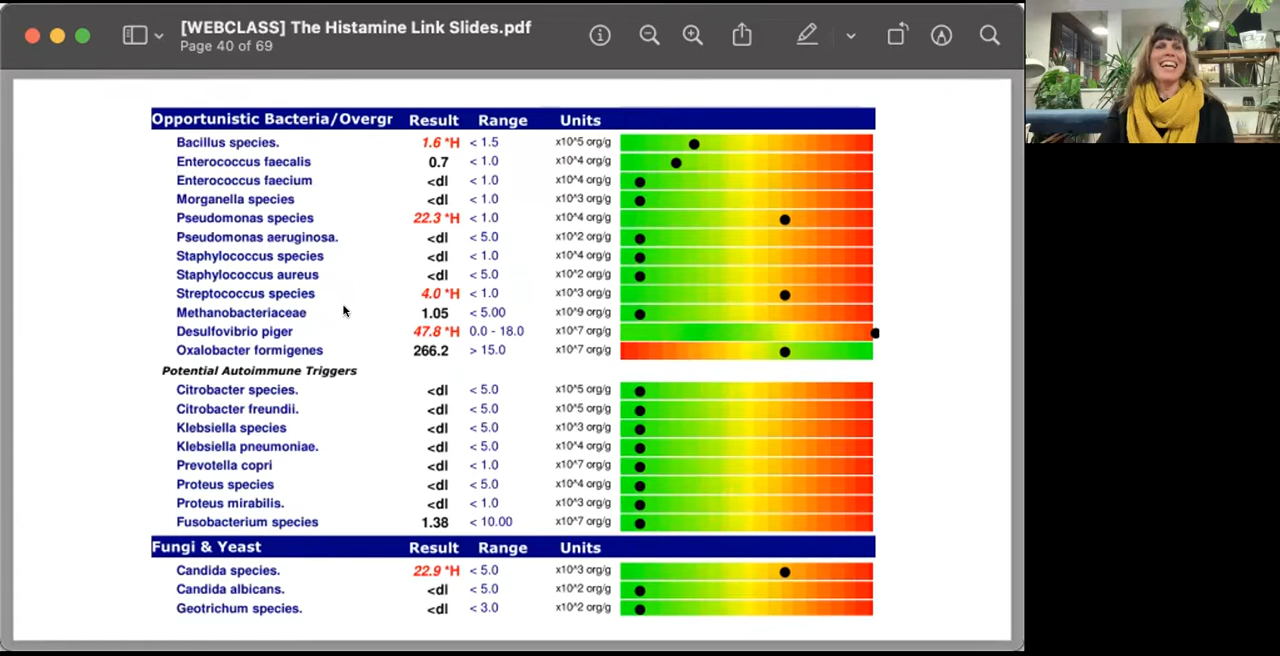 [WEBCLASS] The Histamine Link Slides.pdf
Page 40 of 69
Opportunistic Bacteria/Overgr Result Range Units
Bacillus species. 1.6 *H < 1.5 x10^5 org/g
Enterococcus faecalis 0.7 < 1.0 x10^4 org/g
Enterococcus faecium <dl < 1.0 x10^4 org/g
Morganella species <dl < 1.0 x10^3 org/g
Pseudomonas species 22.3 *H < 1.0 x10^4 org/g
Pseudomonas aeruginosa. <dl < 5.0 x10^2 org/g
Staphylococcus species <dl < 1.0 x10^4 org/g
Staphylococcus aureus <dl < 5.0 x10^2 org/g
Streptococcus species 4.0 *H < 1.0 x10^3 org/g
Methanobacteriaceae 1.05 < 5.00 x10^9 org/g
Desulfovibrio piger 47.8 *H 0.0 - 18.0 x10^7 org/g
Oxalobacter formigenes 266.2 > 15.0 x10^7 org/g
Potential Autoimmune Triggers
Citrobacter species. <dl < 5.0 x10^5 org/g
Citrobacter freundii. <dl < 5.0 x10^5 org/g
Klebsiella species <dl < 5.0 x10^3 org/g
Klebsiella pneumoniae. <dl < 5.0 x10^4 org/g
Prevotella copri <dl < 1.0 x10^7 org/g
Proteus species <dl < 5.0 x10^4 org/g
Proteus mirabilis. <dl < 1.0 x10^3 org/g
Fusobacterium species 1.38 < 10.00 x10^7 org/g
Fungi & Yeast Result Range Units
Candida species. 22.9 *H < 5.0 x10^3 org/g
Candida albicans. <dl < 5.0 x10^2 org/g
Geotrichum species. <dl < 3.0 x10^2 org/g